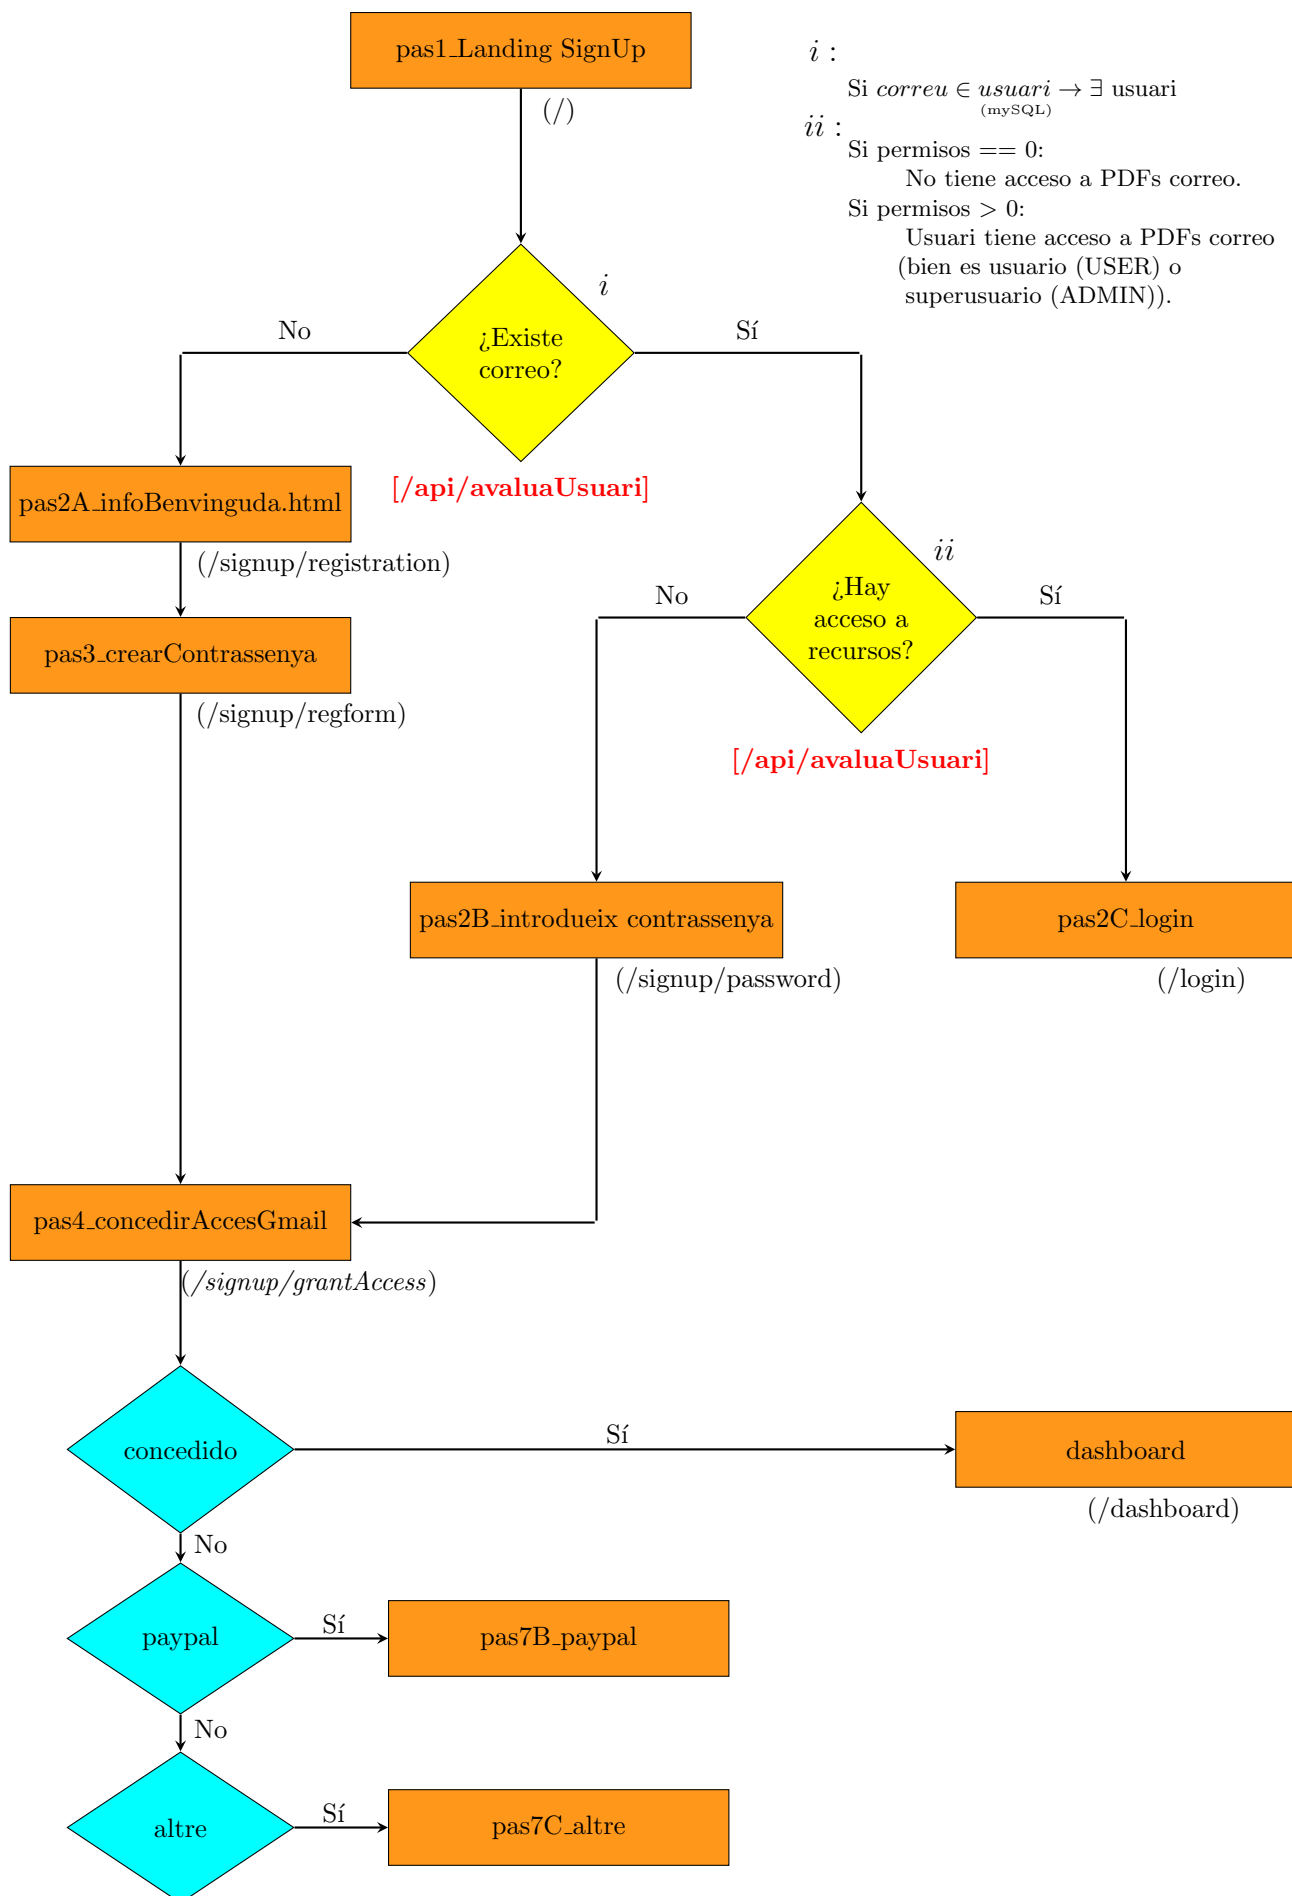 pas1_Landing SignUp
(/)
i :
Si correu ∈ usuari → ∃ usuari
(mySQL)
ii :
Si permisos == 0:
No tiene acceso a PDFs correo.
Si permisos > 0:
Usuari tiene acceso a PDFs correo
(bien es usuario (USER) o
superusuario (ADMIN)).
i
No
¿Existe
correo?
Sí
pas2A_infoBenvinguda.html
[/api/avaluaUsuari]
(/signup/registration)
ii
No
¿Hay
acceso a
recursos?
Sí
pas3_crearContrassenya
(/signup/regform)
[/api/avaluaUsuari]
pas2B_introdueix contrassenya
(/signup/password)
pas2C_login
(/login)
pas4_concedirAccesGmail
(/signup/grantAccess)
concedido
Sí
dashboard
(/dashboard)
No
paypal
Sí
pas7B_paypal
No
altre
Sí
pas7C_altre